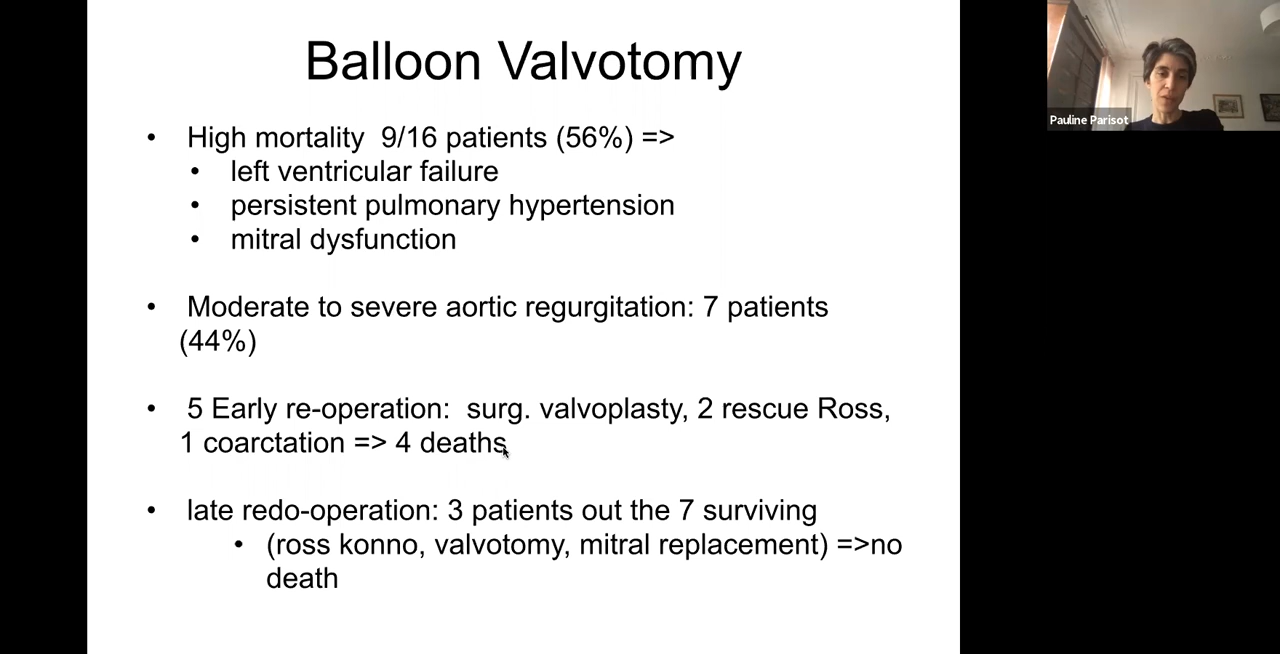 Balloon Valvotomy
• High mortality 9/16 patients (56%) =>
• left ventricular failure
• persistent pulmonary hypertension
• mitral dysfunction
• Moderate to severe aortic regurgitation: 7 patients
(44%)
• 5 Early re-operation: surg. valvoplasty, 2 rescue Ross,
1 coarctation => 4 deaths
• late redo-operation: 3 patients out the 7 surviving
• (ross konno, valvotomy, mitral replacement) =>no
death
Pauline Parisot